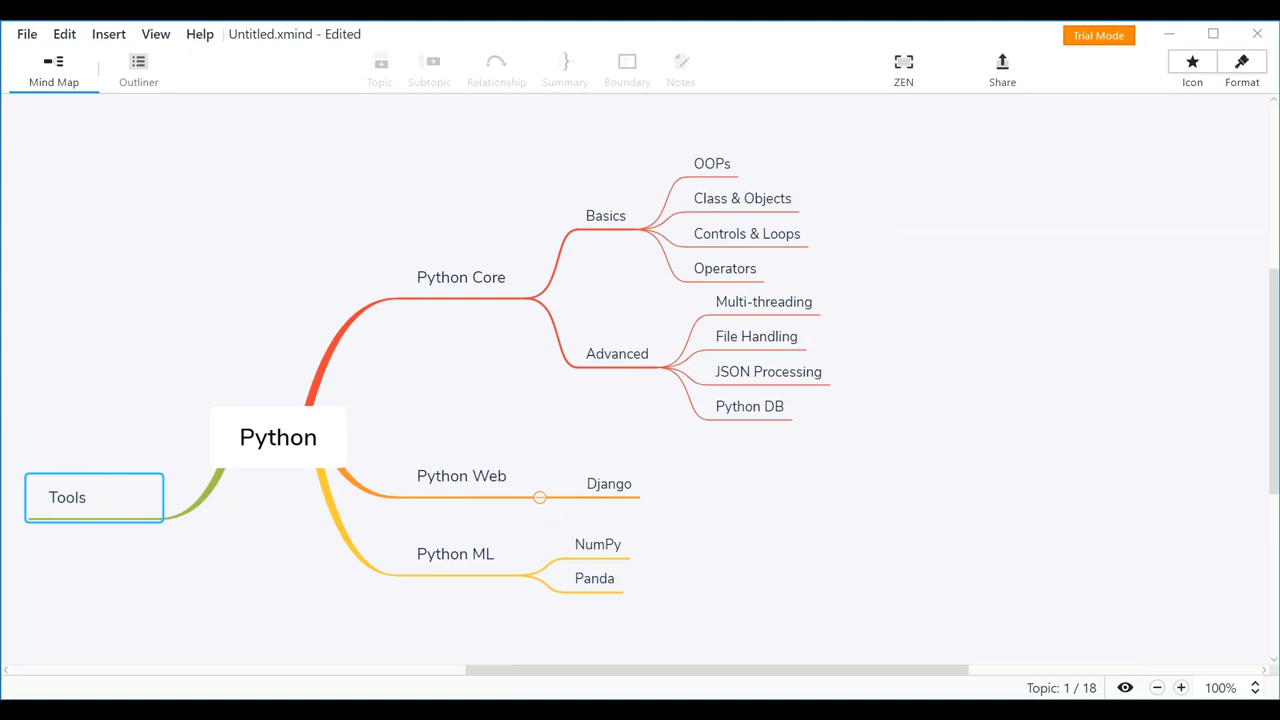 File Edit Insert View Help Untitled.xmind - Edited Trial Mode
Mind Map Outliner Topic Subtopic Relationship Summary Boundary Notes ZEN Share Icon Format
OOPs
Class & Objects
Basics
Controls & Loops
Operators
Python Core
Multi-threading
File Handling
Advanced
JSON Processing
Python DB
Python
Python Web
Django
Tools
NumPy
Python ML
Panda
Topic: 1 / 18 100%